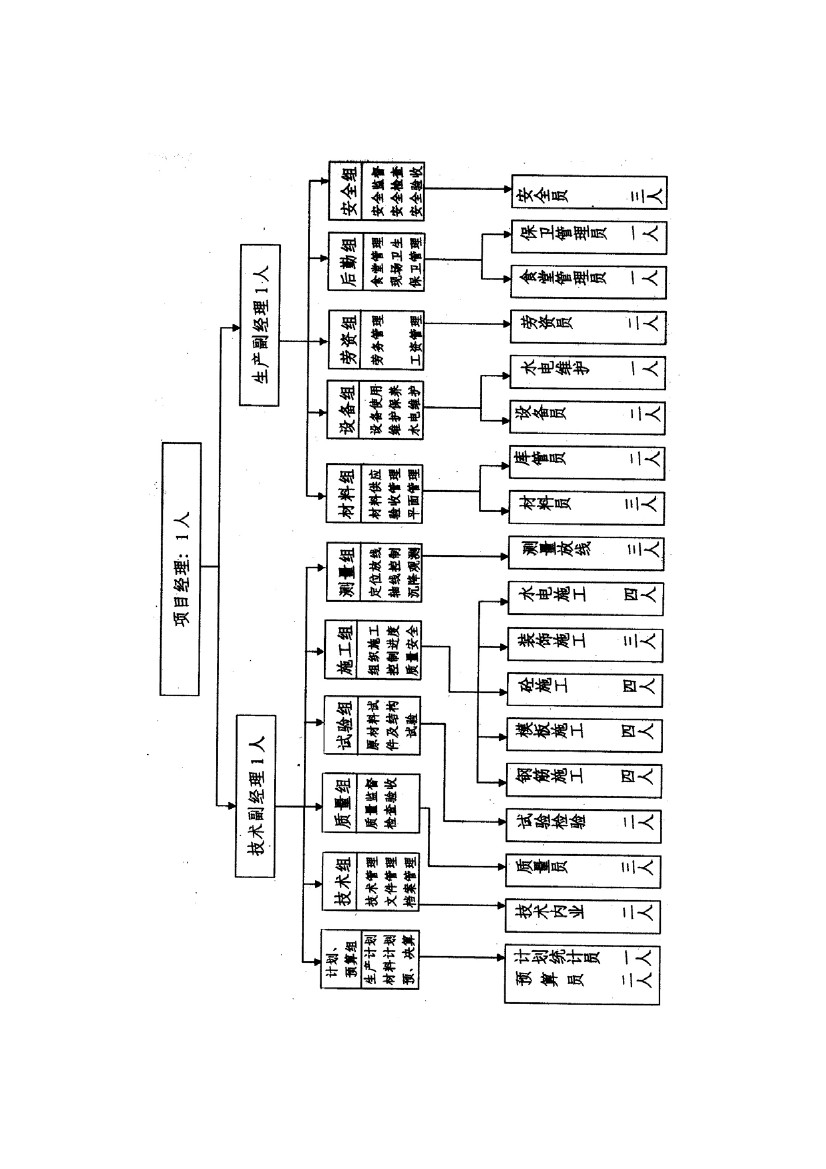 项目经理：1人
技术副经理1人
生产副经理1人
计划、
预算组
生产计划
材料计划
预、决算
技术组
技术管理
文件管理
档案管理
质量组
质量监督
检查验收
试验组
原材料试
件及结构
试验
施工组
组织施工
控制进度
质量安全
测量组
定位放线
轴线控制
沉降观测
材料组
材料供应
验收管理
平面管理
设备组
设备使用
维护保养
水电维护
劳资组
劳务管理
工资管理
后勤组
食堂管理
现场卫生
保卫管理
安全组
安全监督
安全检查
安全验收
计划统计员 一人
预算员 二人
技术内业 二人
质量员 三人
试验检验 二人
钢筋施工 四人
模板施工 四人
砼施工 四人
装饰施工 三人
水电施工 四人
测量放线 三人
材料员 三人
库管员 二人
设备员 二人
水电维护 一人
劳资员 二人
食堂管理员 一人
保卫管理员 一人
安全员 三人